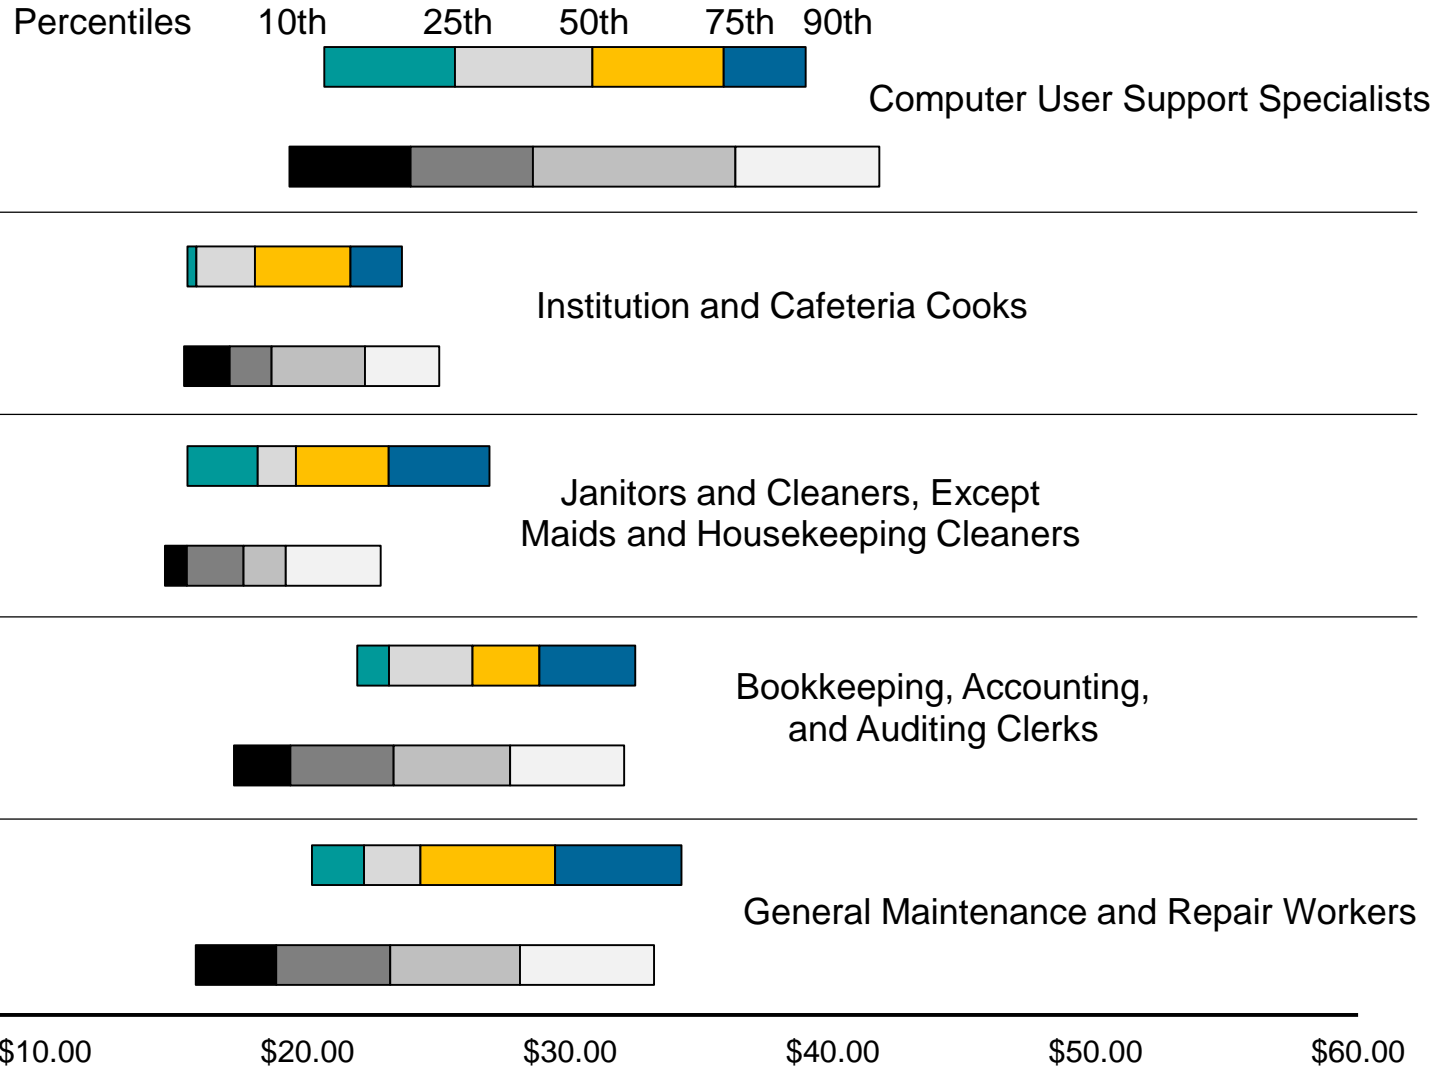 Percentiles 10th 25th 50th 75th 90th
Computer User Support Specialists
Institution and Cafeteria Cooks
Janitors and Cleaners, Except
Maids and Housekeeping Cleaners
Bookkeeping, Accounting,
and Auditing Clerks
General Maintenance and Repair Workers
$10.00 $20.00 $30.00 $40.00 $50.00 $60.00